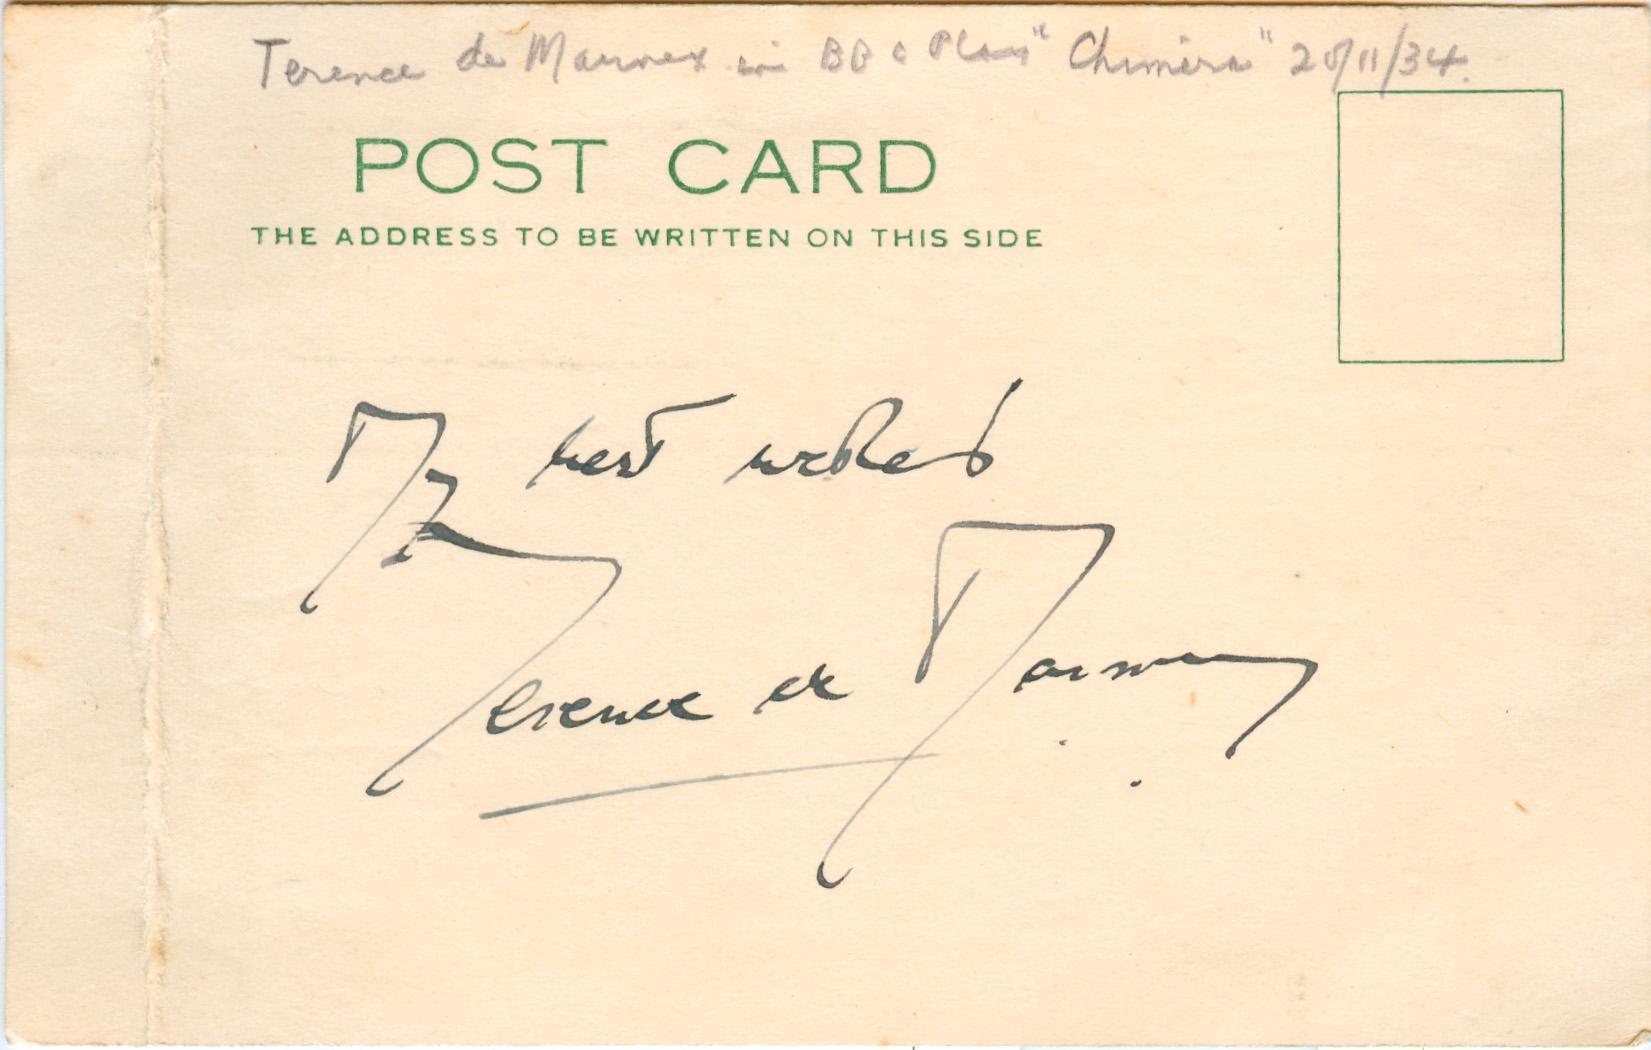 Terence de Marney in BBC Play "Chimera" 20/11/34.
POST CARD
THE ADDRESS TO BE WRITTEN ON THIS SIDE
My best wishes
Terence de Marney